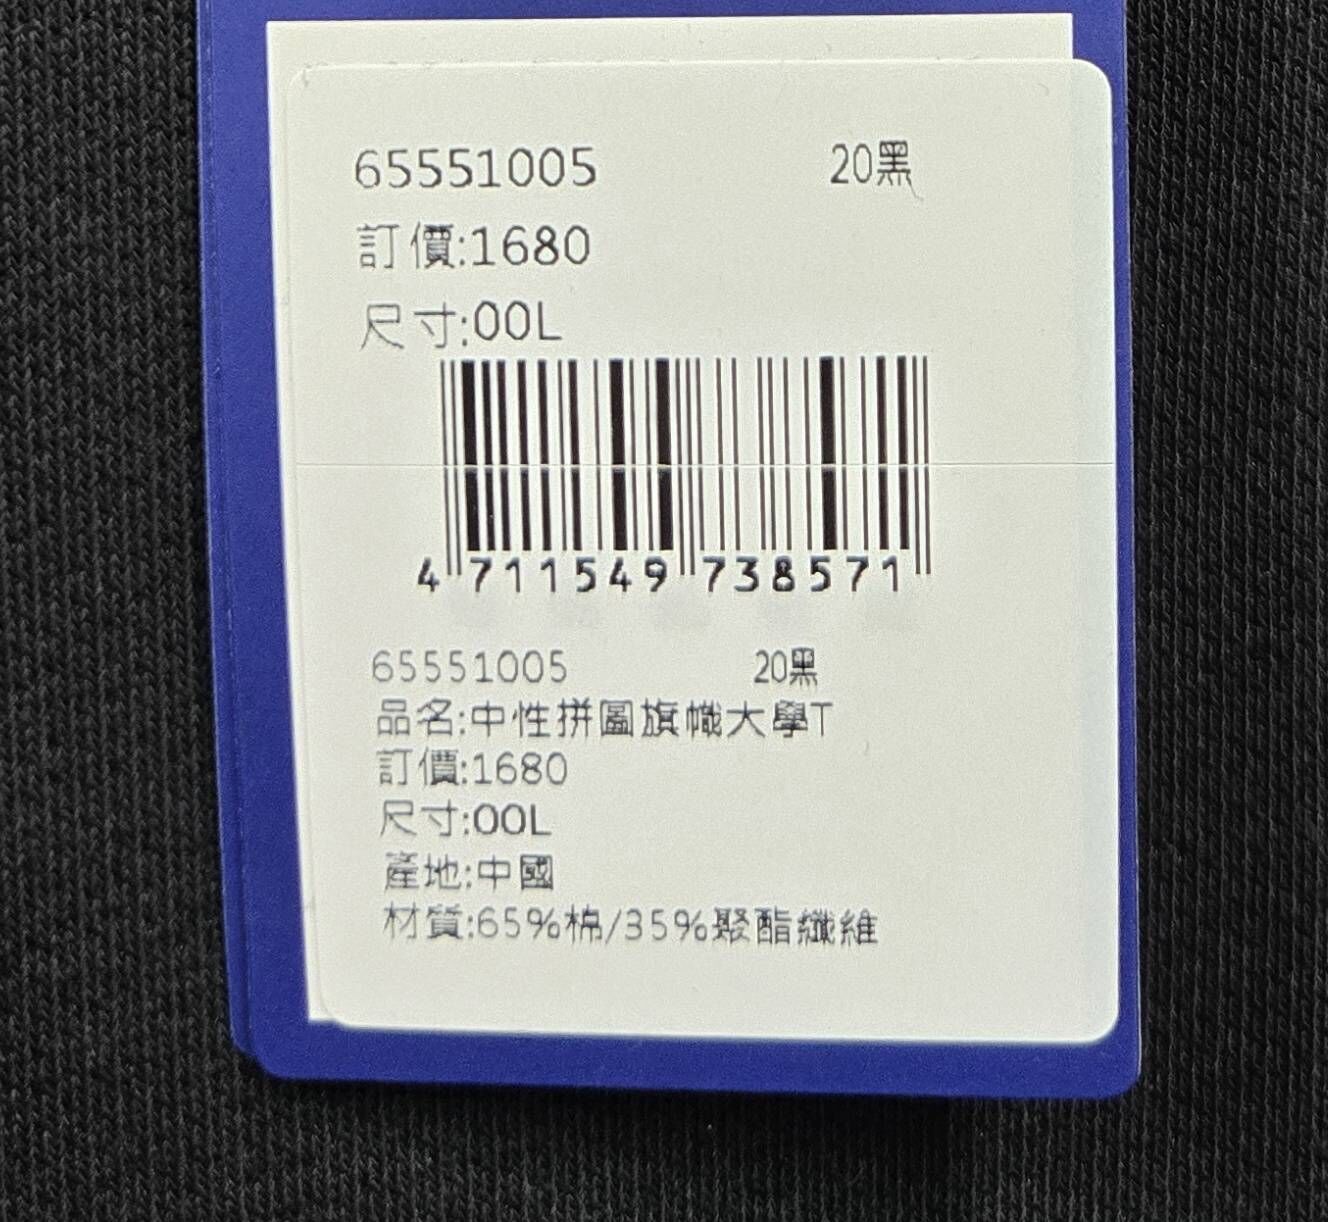 65551005 20黑
訂價:1680
尺寸:00L
4 711549 738571
65551005 20黑
品名:中性拼圖旗幟大學T
訂價:1680
尺寸:00L
產地:中國
材質:65%棉/35%聚酯纖維